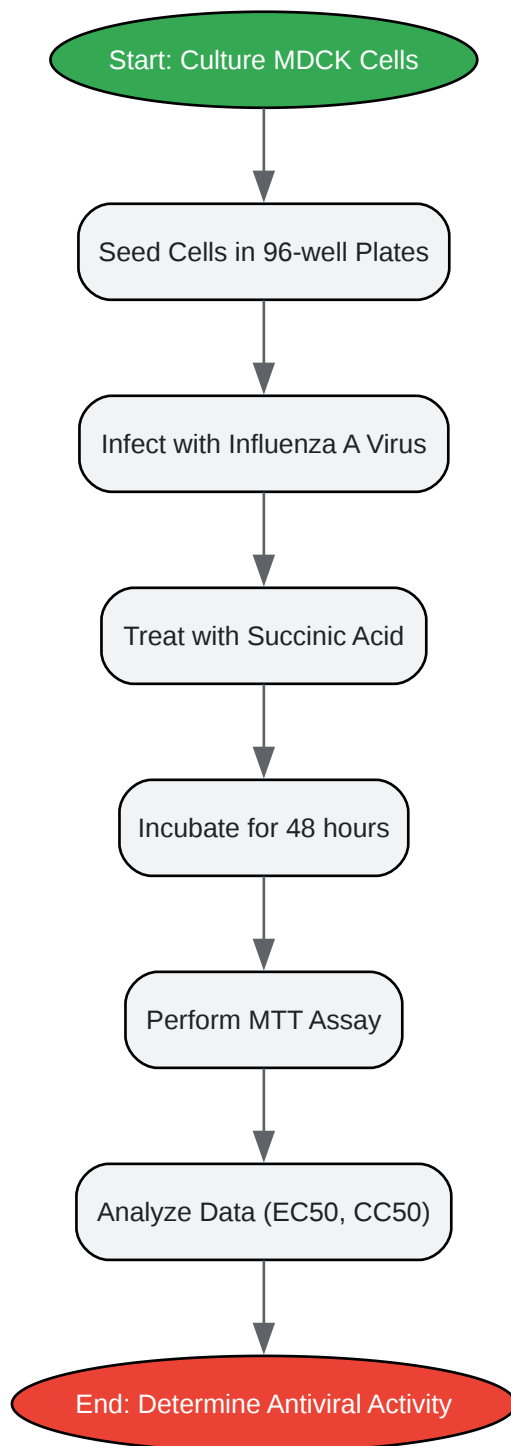 Start: Culture MDCK Cells
Seed Cells in 96-well Plates
Infect with Influenza A Virus
Treat with Succinic Acid
Incubate for 48 hours
Perform MTT Assay
Analyze Data (EC50, CC50)
End: Determine Antiviral Activity